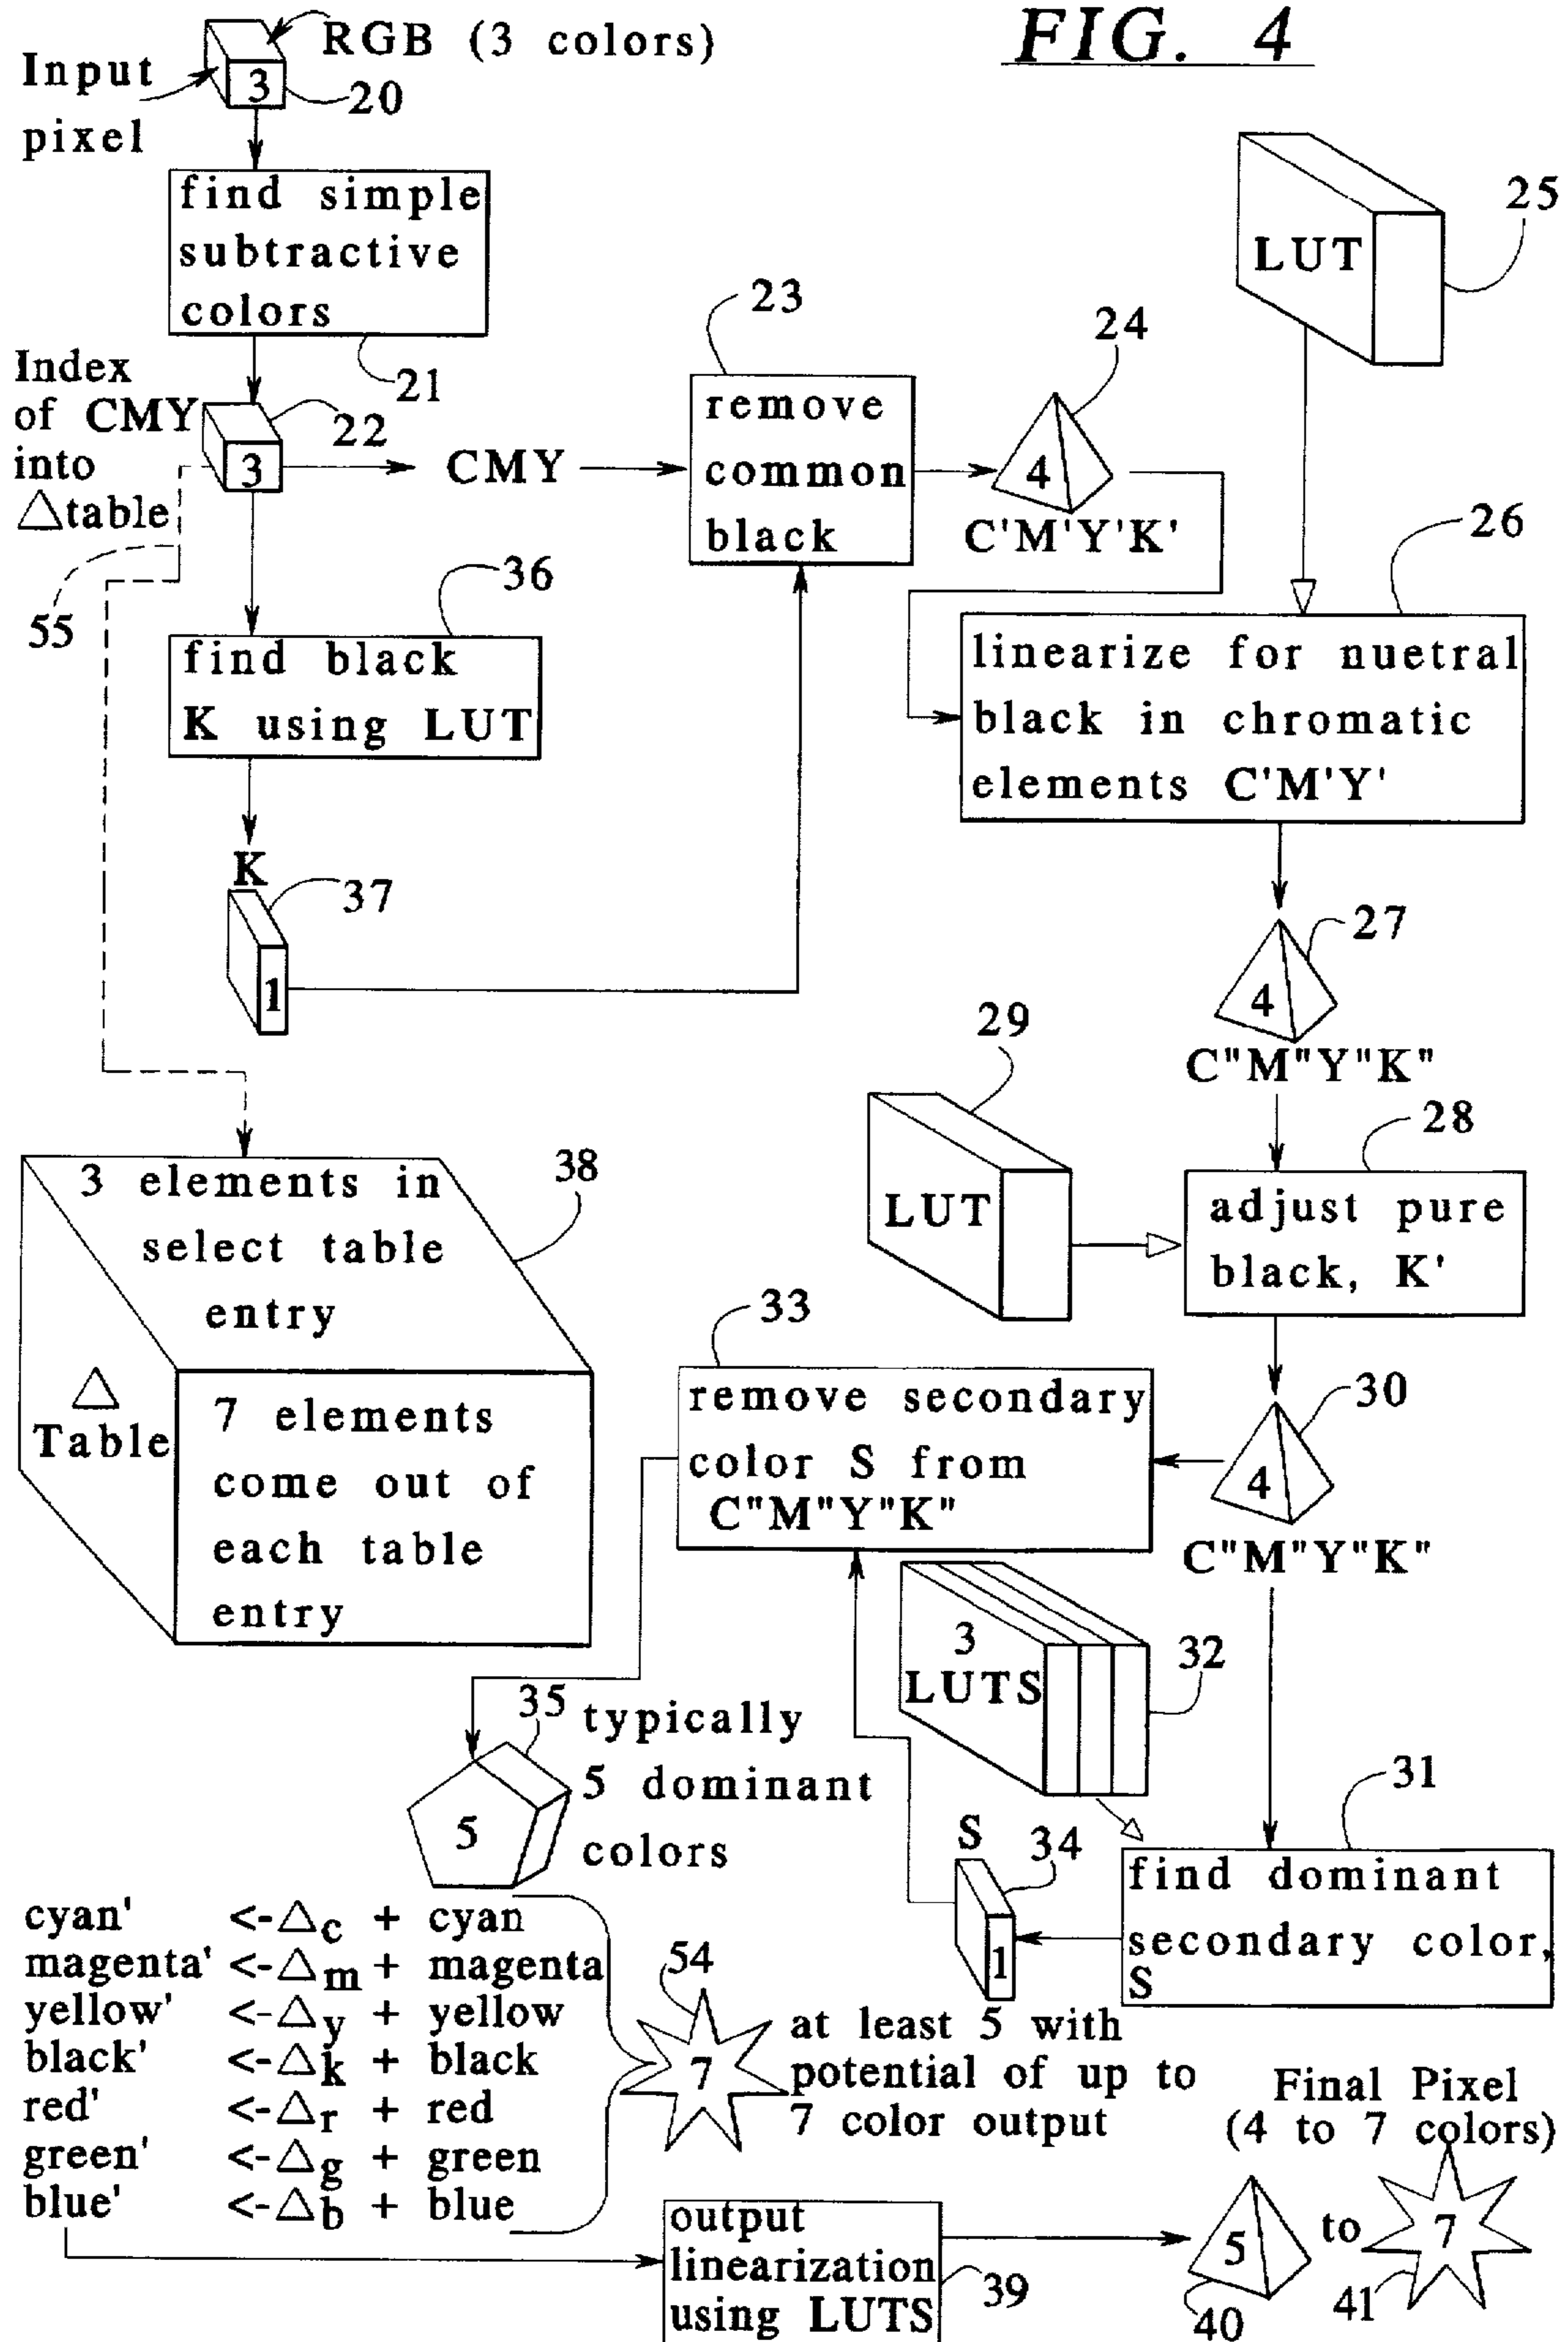 FIG. 4
RGB (3 colors)
Input
pixel
3
20
find simple
subtractive
colors
21
Index
of CMY
into
△table
22
3
CMY
55
23
remove
common
black
24
4
C'M'Y'K'
25
LUT
26
linearize for nuetral
black in chromatic
elements C'M'Y'
36
find black
K using LUT
K
37
1
27
4
C"M"Y"K"
29
LUT
28
adjust pure
black, K'
38
3 elements in
select table
entry
△
Table
7 elements
come out of
each table
entry
33
remove secondary
color S from
C"M"Y"K"
30
4
C"M"Y"K"
3
LUTS
32
31
find dominant
secondary color,
S
S
34
1
35
5
typically
5 dominant
colors
cyan' <-△c + cyan
magenta' <-△m + magenta
yellow' <-△y + yellow
black' <-△k + black
red' <-△r + red
green' <-△g + green
blue' <-△b + blue
54
7
at least 5 with
potential of up to
7 color output
output
linearization
using LUTS
39
Final Pixel
(4 to 7 colors)
5
to
7
40
41